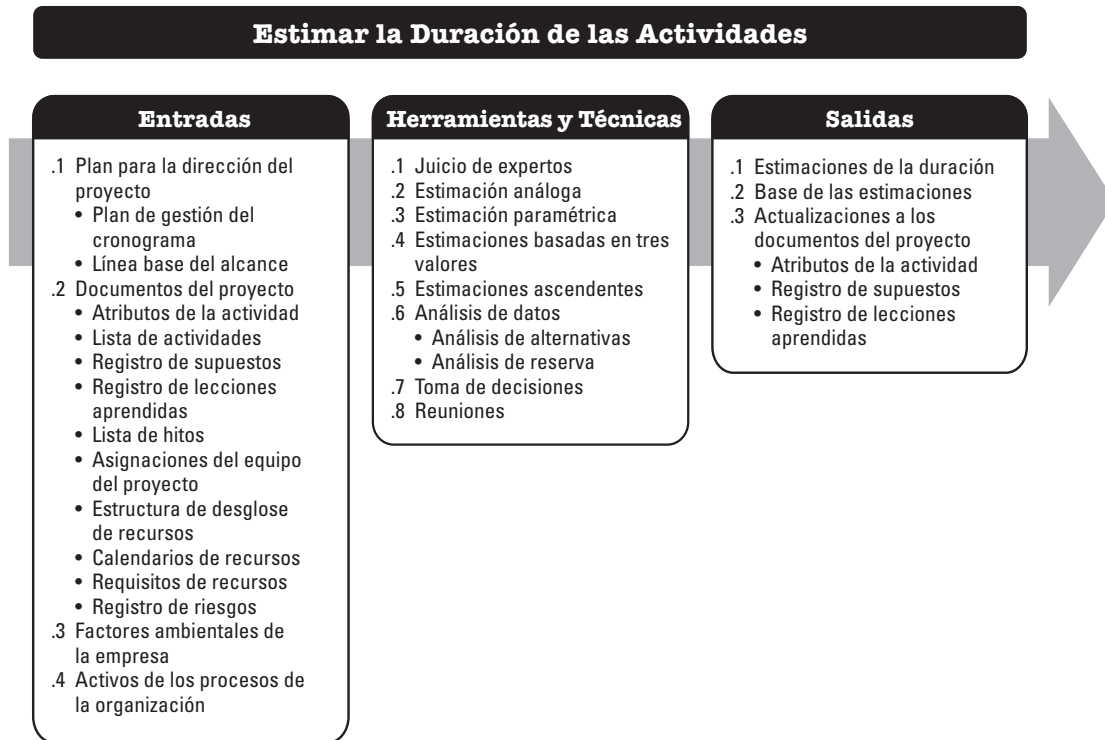 Estimar la Duración de las Actividades
Entradas
.1 Plan para la dirección del
proyecto
• Plan de gestión del
cronograma
• Línea base del alcance
.2 Documentos del proyecto
• Atributos de la actividad
• Lista de actividades
• Registro de supuestos
• Registro de lecciones
aprendidas
• Lista de hitos
• Asignaciones del equipo
del proyecto
• Estructura de desglose
de recursos
• Calendarios de recursos
• Requisitos de recursos
• Registro de riesgos
.3 Factores ambientales de
la empresa
.4 Activos de los procesos de
la organización
Herramientas y Técnicas
.1 Juicio de expertos
.2 Estimación análoga
.3 Estimación paramétrica
.4 Estimaciones basadas en tres
valores
.5 Estimaciones ascendentes
.6 Análisis de datos
• Análisis de alternativas
• Análisis de reserva
.7 Toma de decisiones
.8 Reuniones
Salidas
.1 Estimaciones de la duración
.2 Base de las estimaciones
.3 Actualizaciones a los
documentos del proyecto
• Atributos de la actividad
• Registro de supuestos
• Registro de lecciones
aprendidas